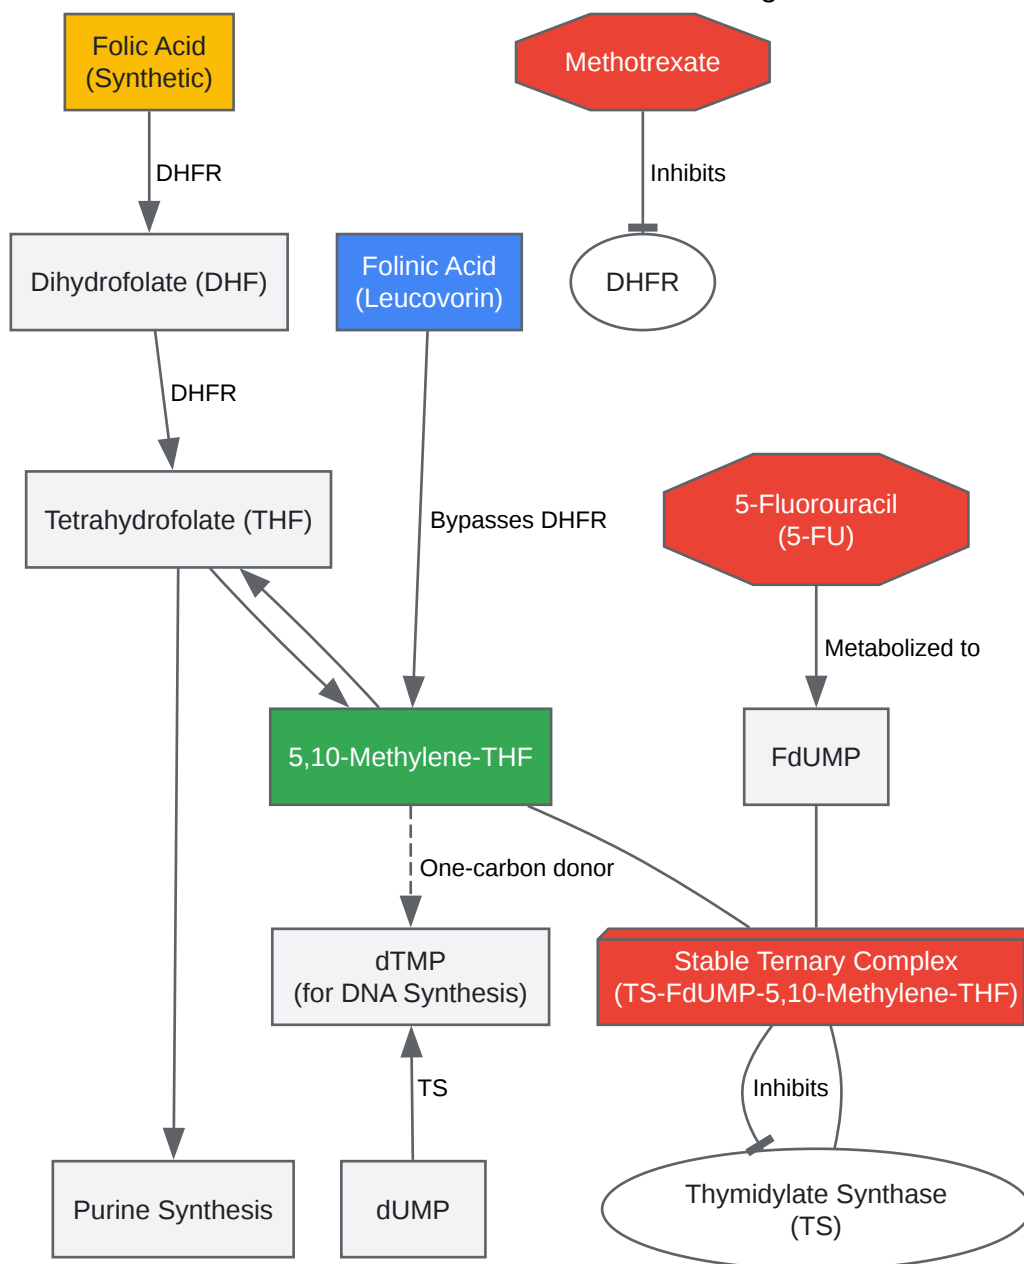 Folic Acid
(Synthetic)
Methotrexate
DHFR
Inhibits
Dihydrofolate (DHF)
Folinic Acid
(Leucovorin)
DHFR
DHFR
Tetrahydrofolate (THF)
Bypasses DHFR
5-Fluorouracil
(5-FU)
Metabolized to
5,10-Methylene-THF
FdUMP
One-carbon donor
dTMP
(for DNA Synthesis)
Stable Ternary Complex
(TS-FdUMP-5,10-Methylene-THF)
TS
Inhibits
Purine Synthesis
dUMP
Thymidylate Synthase
(TS)